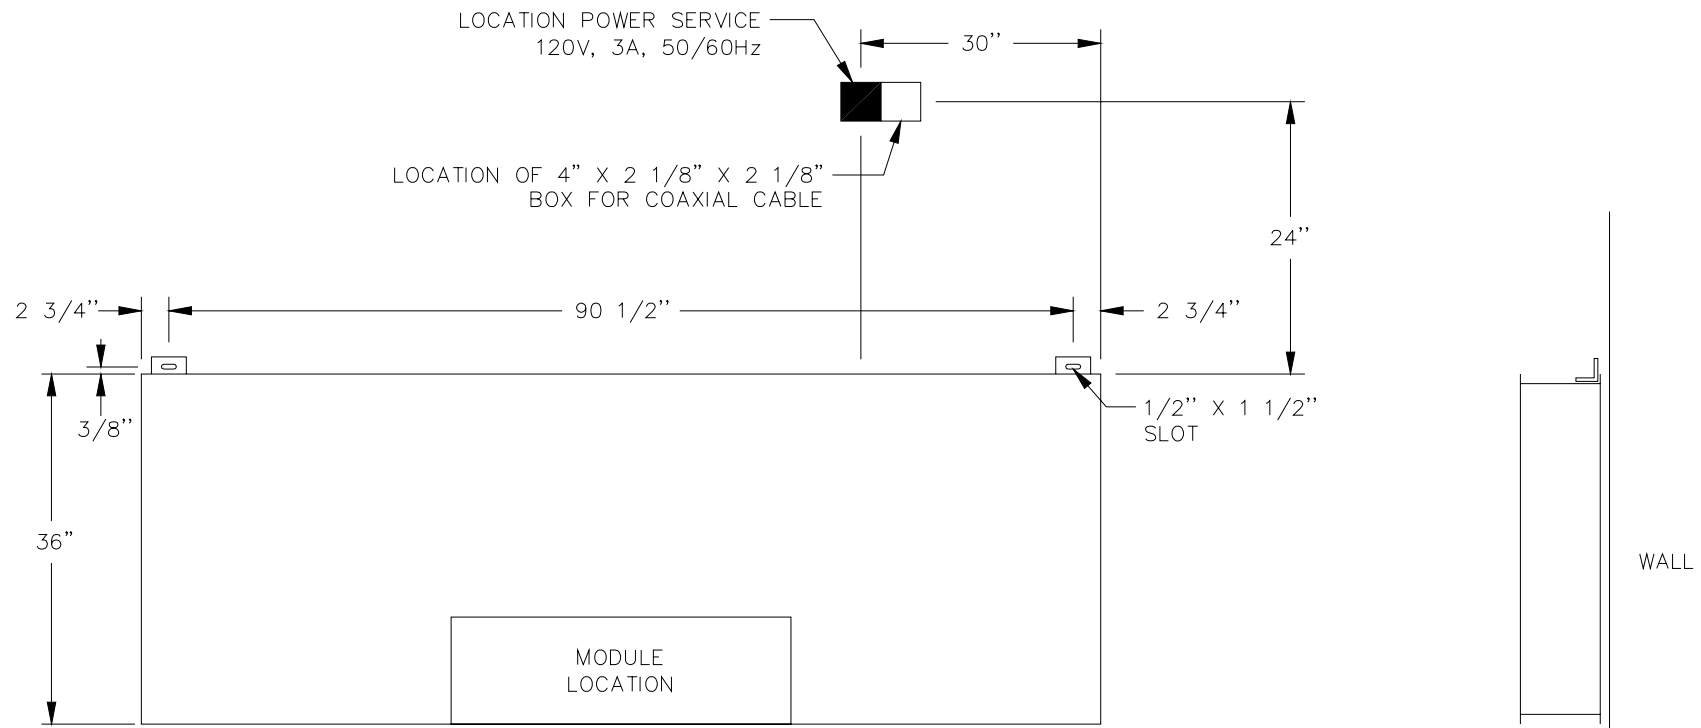 LOCATION POWER SERVICE
120V, 3A, 50/60Hz
30''
LOCATION OF 4" X 2 1/8" X 2 1/8"
BOX FOR COAXIAL CABLE
24''
2 3/4''
90 1/2''
2 3/4''
3/8''
1/2'' X 1 1/2''
SLOT
36"
WALL
MODULE
LOCATION